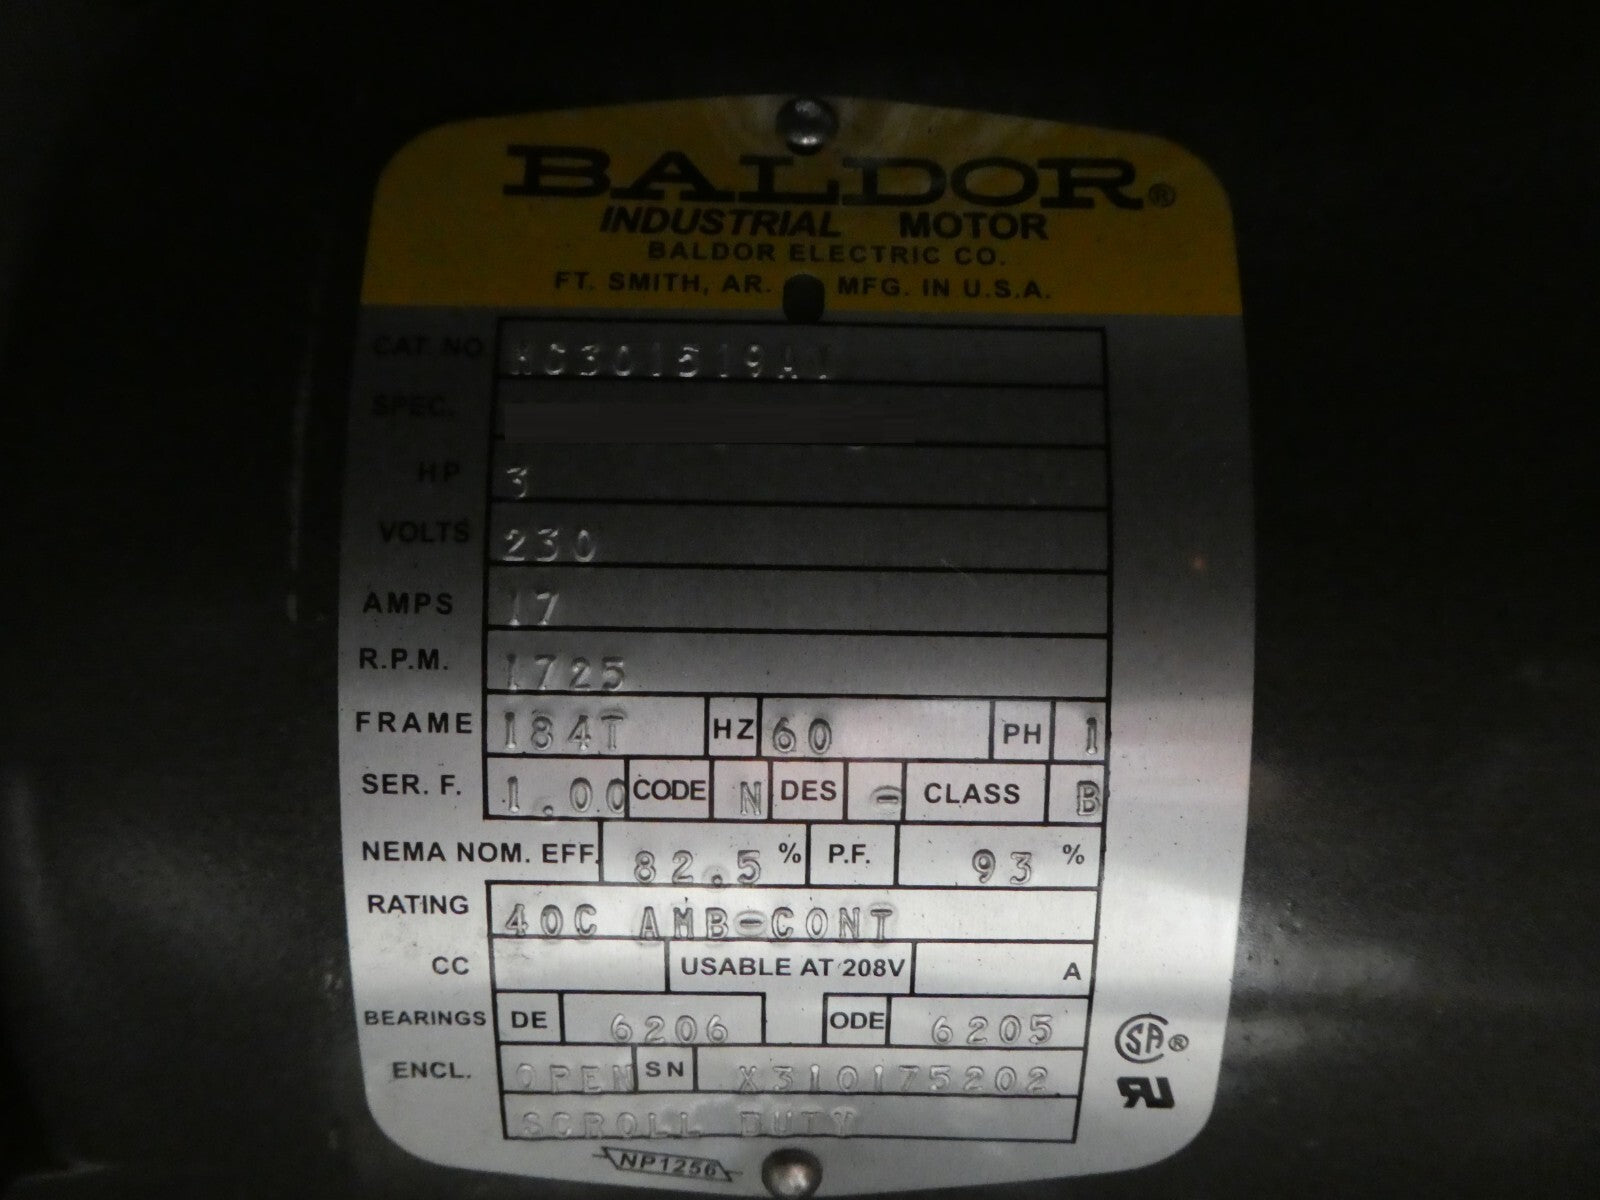 BALDOR®
INDUSTRIAL MOTOR
BALDOR ELECTRIC CO.
FT. SMITH, AR. MFG. IN U.S.A.
CAT. NO
SPEC.
HP 3
VOLTS 230
AMPS 17
R.P.M. 1725
FRAME 184T HZ 60 PH 1
SER. F. 1.00 CODE N DES - CLASS B
NEMA NOM. EFF. 82.5 % P.F. 93 %
RATING 40C AMB-CONT
CC USABLE AT 208V A
BEARINGS DE 6206 ODE 6205
ENCL. OPEN SN X310175202
SCROLL DUTY
SA®
RU
NP1256